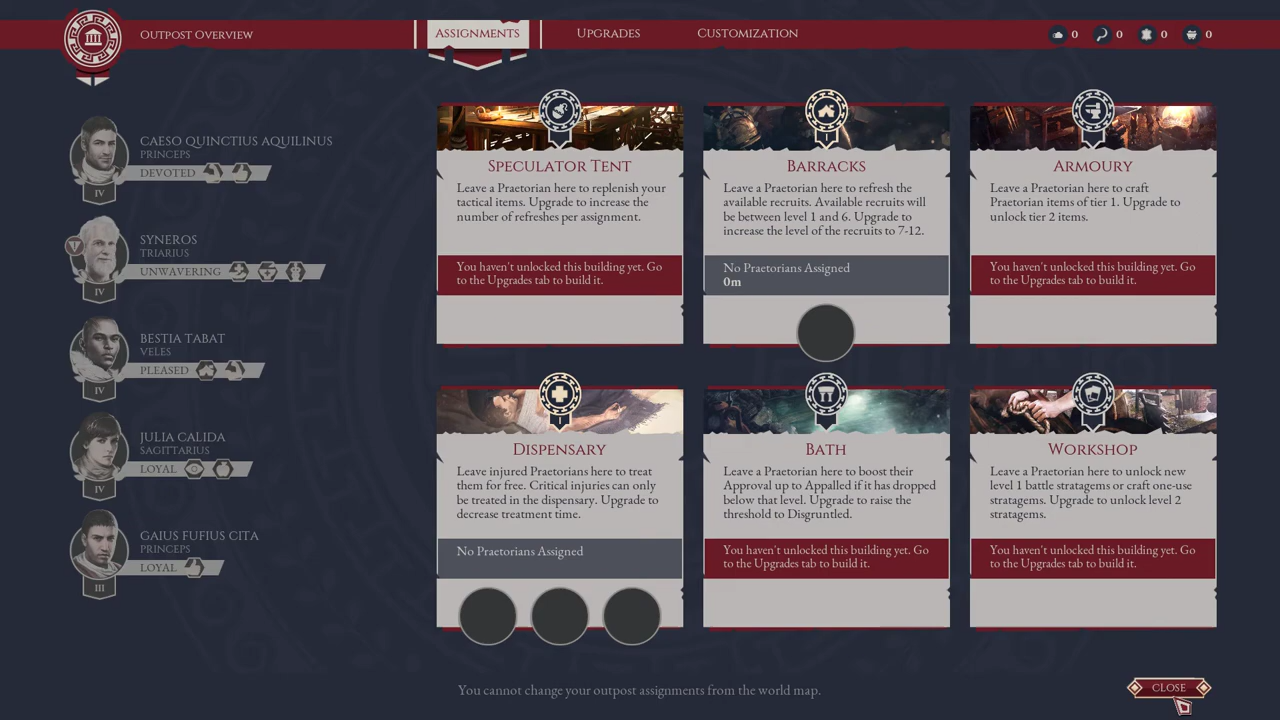 OUTPOST OVERVIEW
ASSIGNMENTS
UPGRADES
CUSTOMIZATION
0
0
0
0
CAESO QUINCTIUS AQUILINUS
PRINCEPS
DEVOTED
IV
SYNEROS
TRIARIUS
UNWAVERING
IV
BESTIA TABAT
VELES
PLEASED
IV
JULIA CALIDA
SAGITTARIUS
LOYAL
IV
GAIUS FUFIUS CITA
PRINCEPS
LOYAL
III
SPECULATOR TENT
Leave a Praetorian here to replenish your
tactical items. Upgrade to increase the
number of refreshes per assignment.
You haven't unlocked this building yet. Go
to the Upgrades tab to build it.
I
BARRACKS
Leave a Praetorian here to refresh the
available recruits. Available recruits will
be between level 1 and 6. Upgrade to
increase the level of the recruits to 7-12.
No Praetorians Assigned
0m
ARMOURY
Leave a Praetorian here to craft
Praetorian items of tier 1. Upgrade to
unlock tier 2 items.
You haven't unlocked this building yet. Go
to the Upgrades tab to build it.
I
DISPENSARY
Leave injured Praetorians here to treat
them for free. Critical injuries can only
be treated in the dispensary. Upgrade to
decrease treatment time.
No Praetorians Assigned
BATH
Leave a Praetorian here to boost their
Approval up to Appalled if it has dropped
below that level. Upgrade to raise the
threshold to Disgruntled.
You haven't unlocked this building yet. Go
to the Upgrades tab to build it.
WORKSHOP
Leave a Praetorian here to unlock new
level 1 battle stratagems or craft one-use
stratagems. Upgrade to unlock level 2
stratagems.
You haven't unlocked this building yet. Go
to the Upgrades tab to build it.
You cannot change your outpost assignments from the world map.
CLOSE